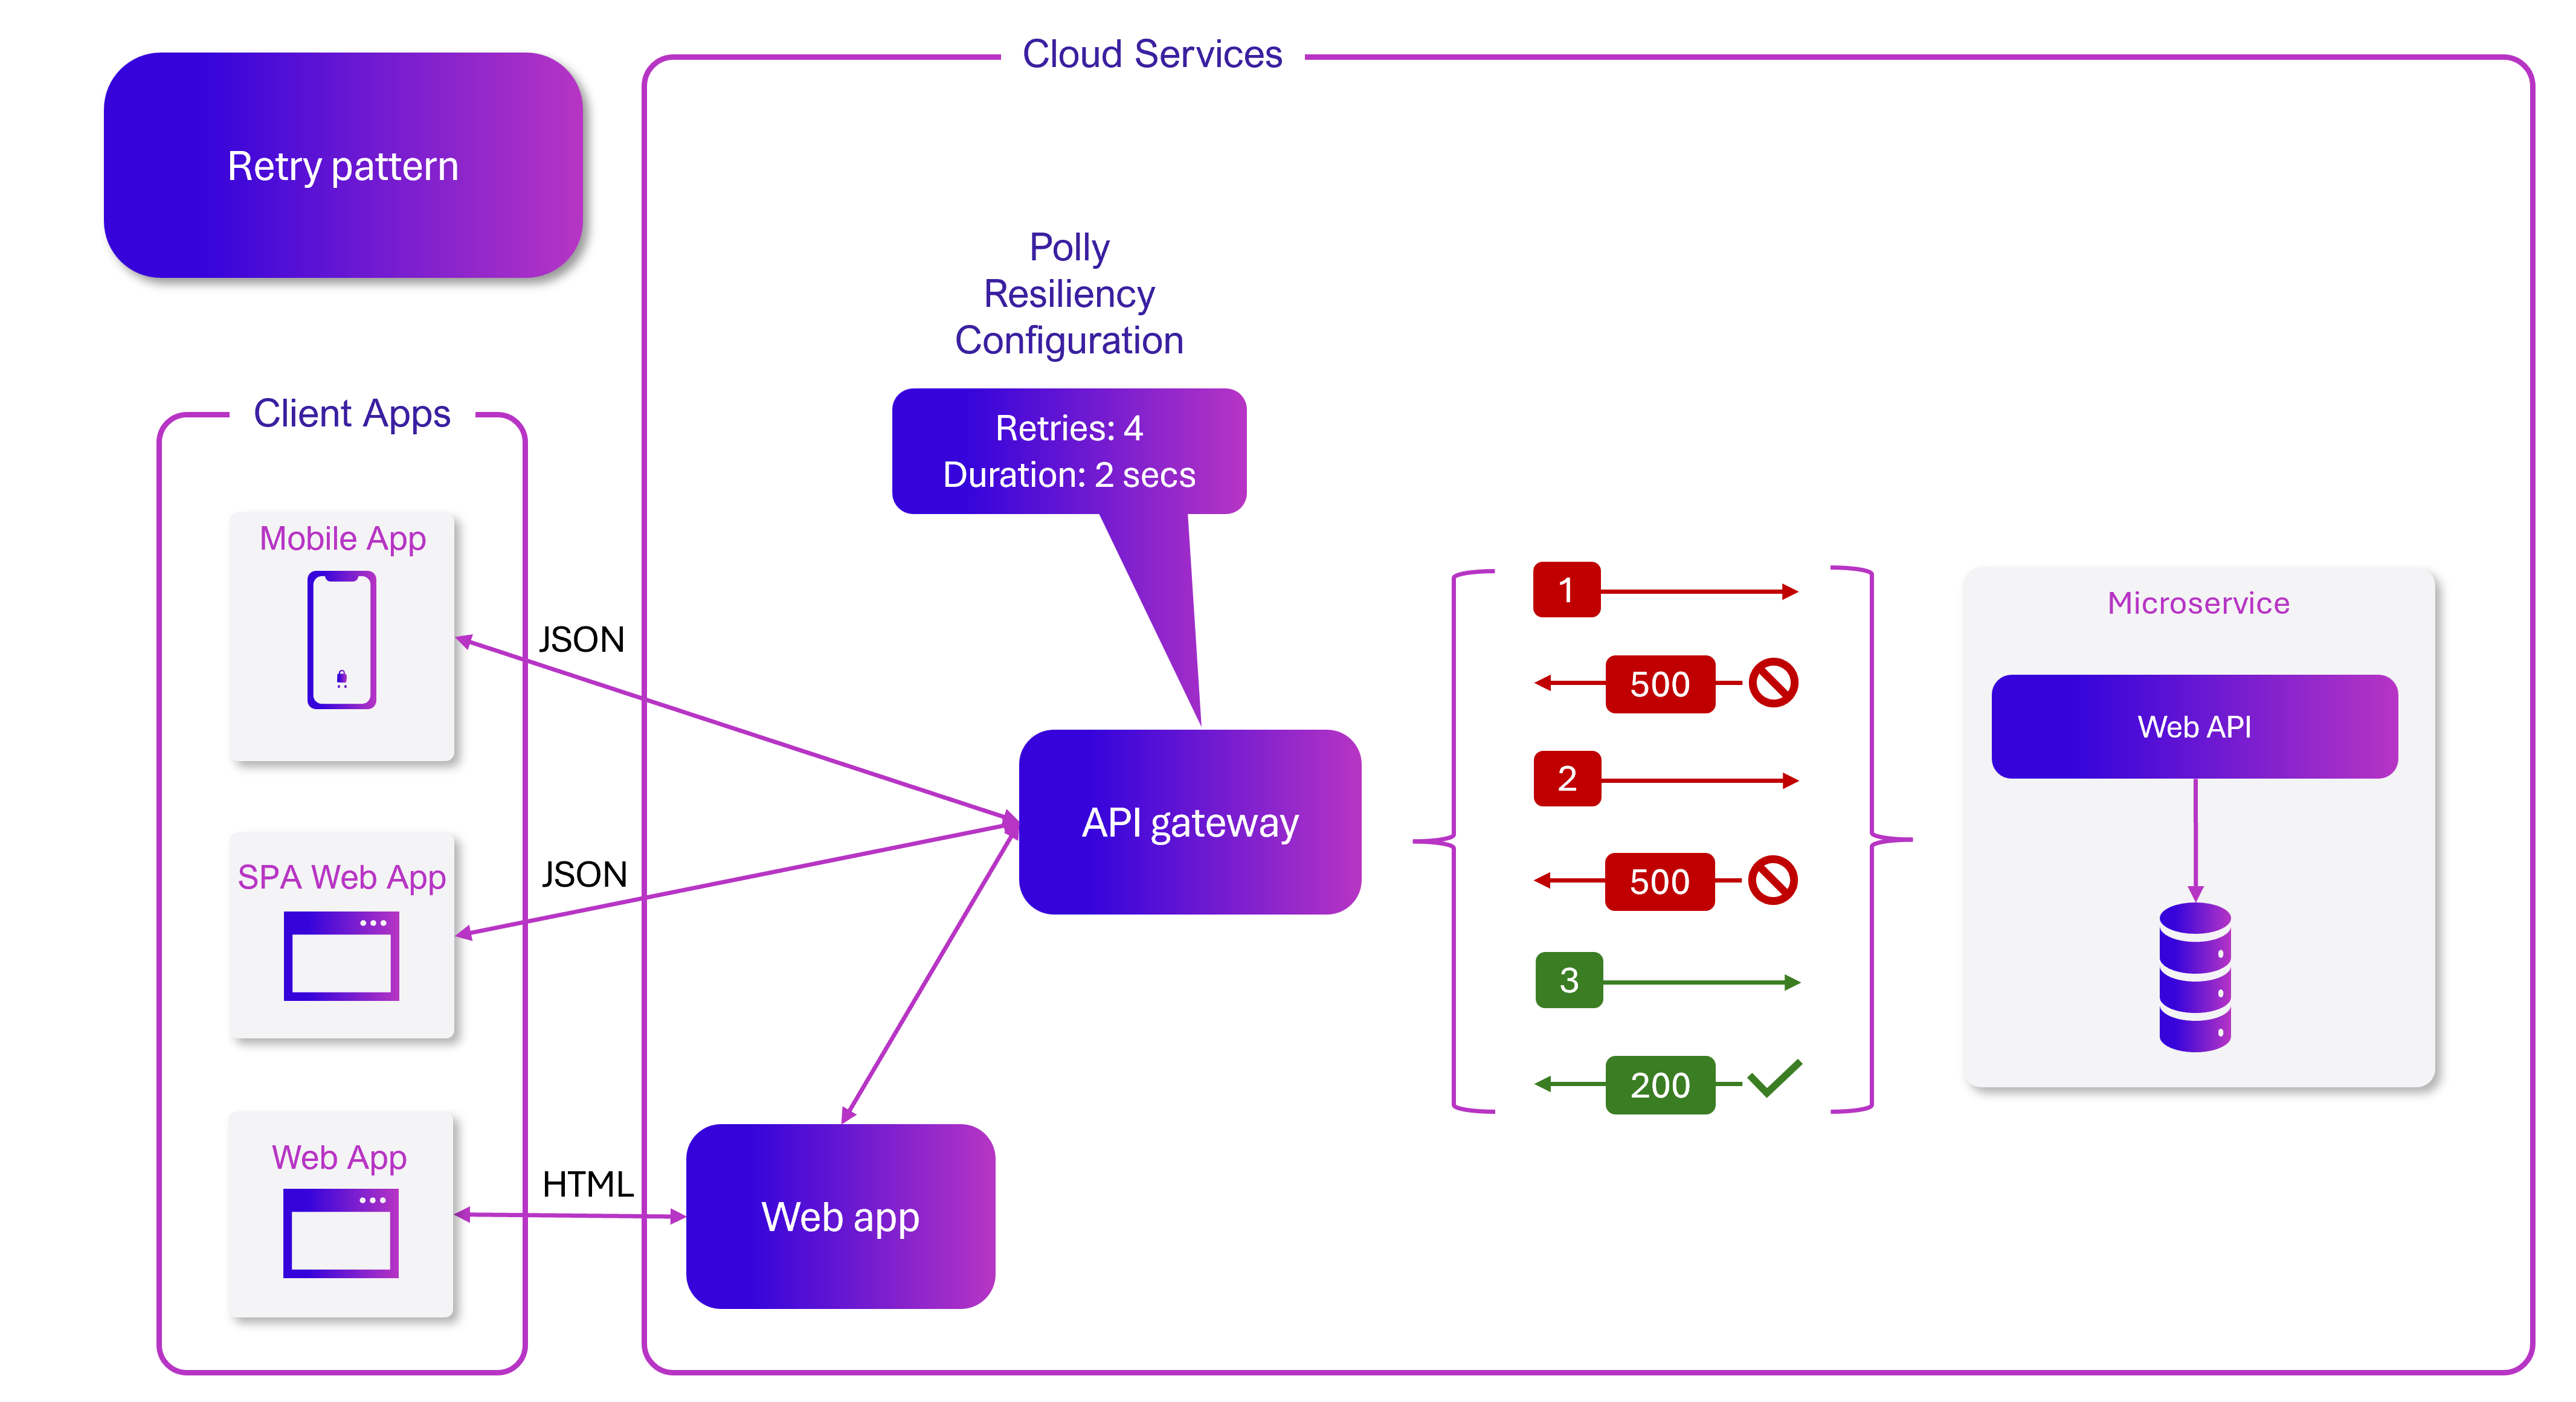 Retry pattern
Cloud Services
Polly
Resiliency
Configuration
Retries: 4
Duration: 2 secs
Client Apps
Mobile App
JSON
SPA Web App
JSON
Web App
HTML
API gateway
Web app
1
500
2
500
3
200
Microservice
Web API